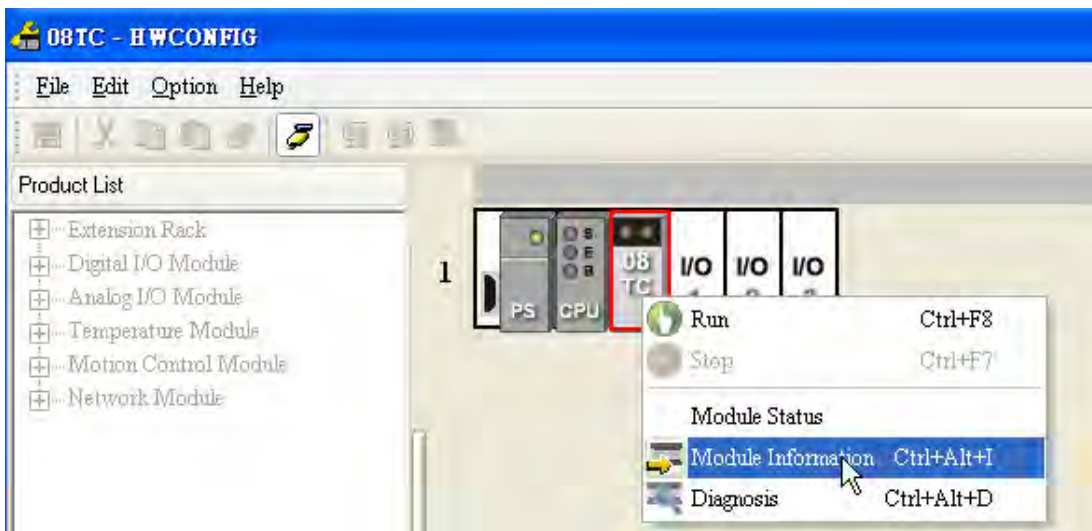 08TC - HWCONFIG
File Edit Option Help
Product List
Extension Rack
Digital I/O Module
Analog I/O Module
Temperature Module
Motion Control Module
Network Module
1
PS
CPU
08
TC
I/O
I/O
I/O
Run Ctrl+F8
Stop Ctrl+F7
Module Status
Module Information Ctrl+Alt+I
Diagnosis Ctrl+Alt+D